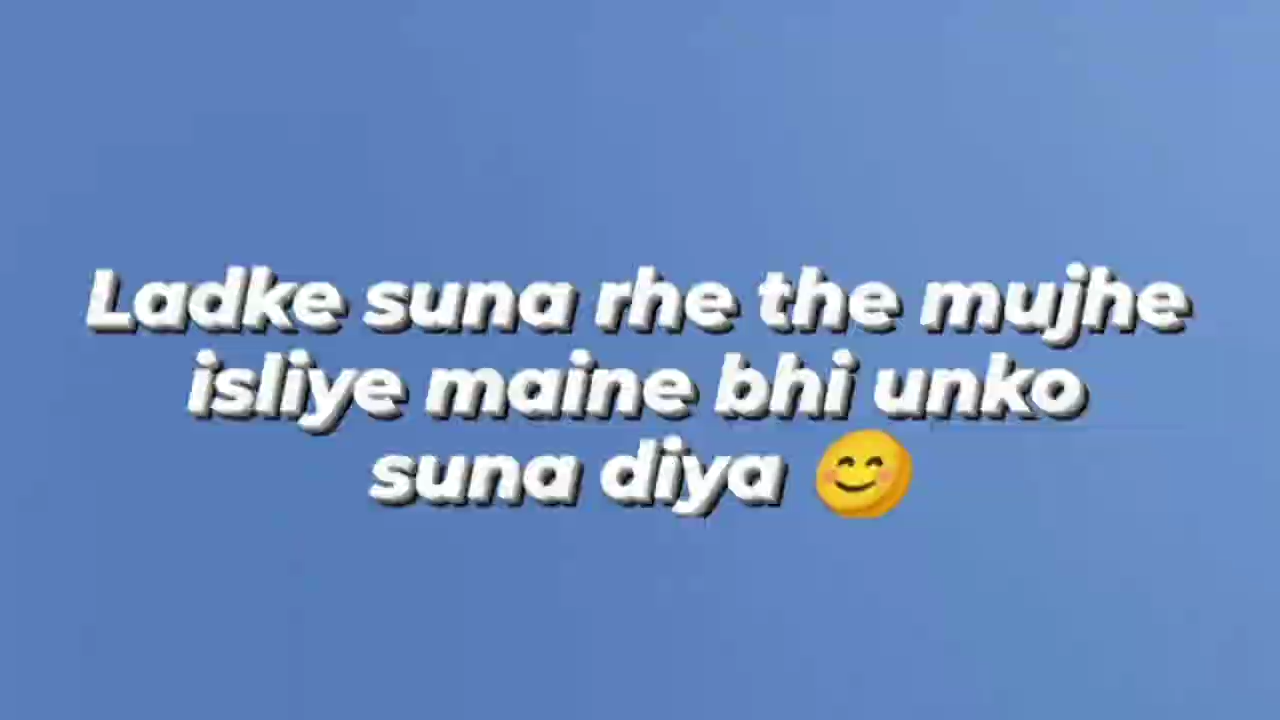 Ladke suna rhe the mujhe
isliye maine bhi unko
suna diya 😊